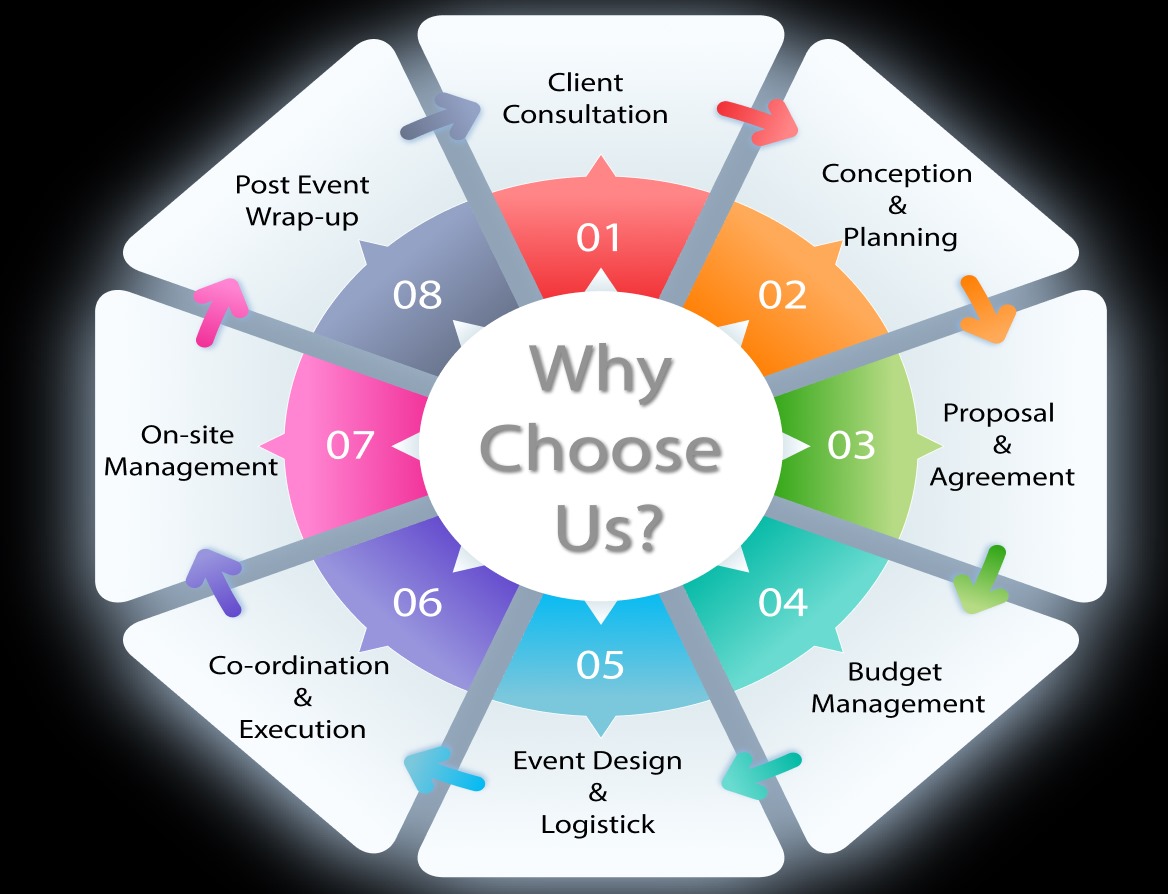 Why
Choose
Us?
01
Client
Consultation
02
Conception
&
Planning
03
Proposal
&
Agreement
04
Budget
Management
05
Event Design
&
Logistick
06
Co-ordination
&
Execution
07
On-site
Management
08
Post Event
Wrap-up